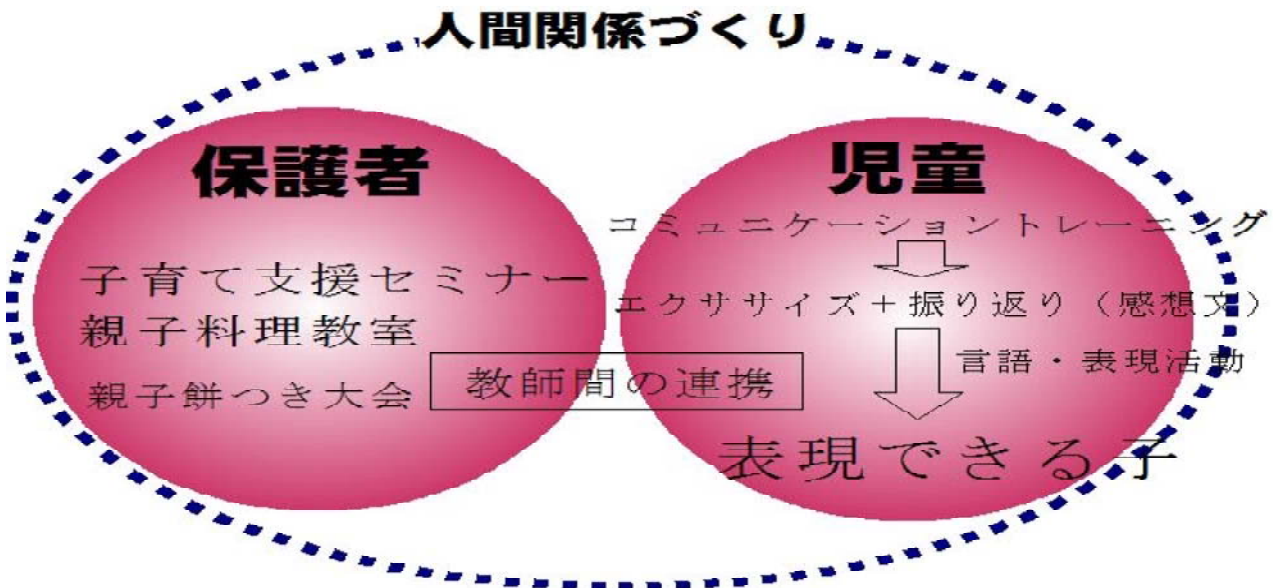 人間関係づくり
保護者
子育て支援セミナー
親子料理教室
親子餅つき大会
教師間の連携
児童
コミュニケーショントレーニング
エクササイズ＋振り返り（感想文）
言語・表現活動
表現できる子